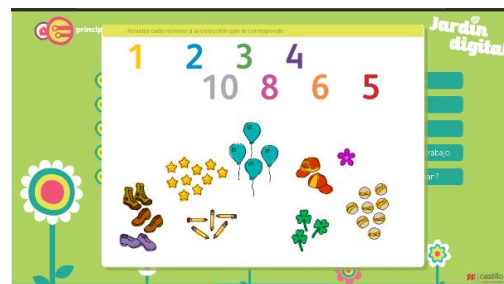 princip
Arrastra cada número a la colección que le corresponde.
Jardín
digital
1 2 3 4
10 8 6 5
rabajo
ar?
castillo